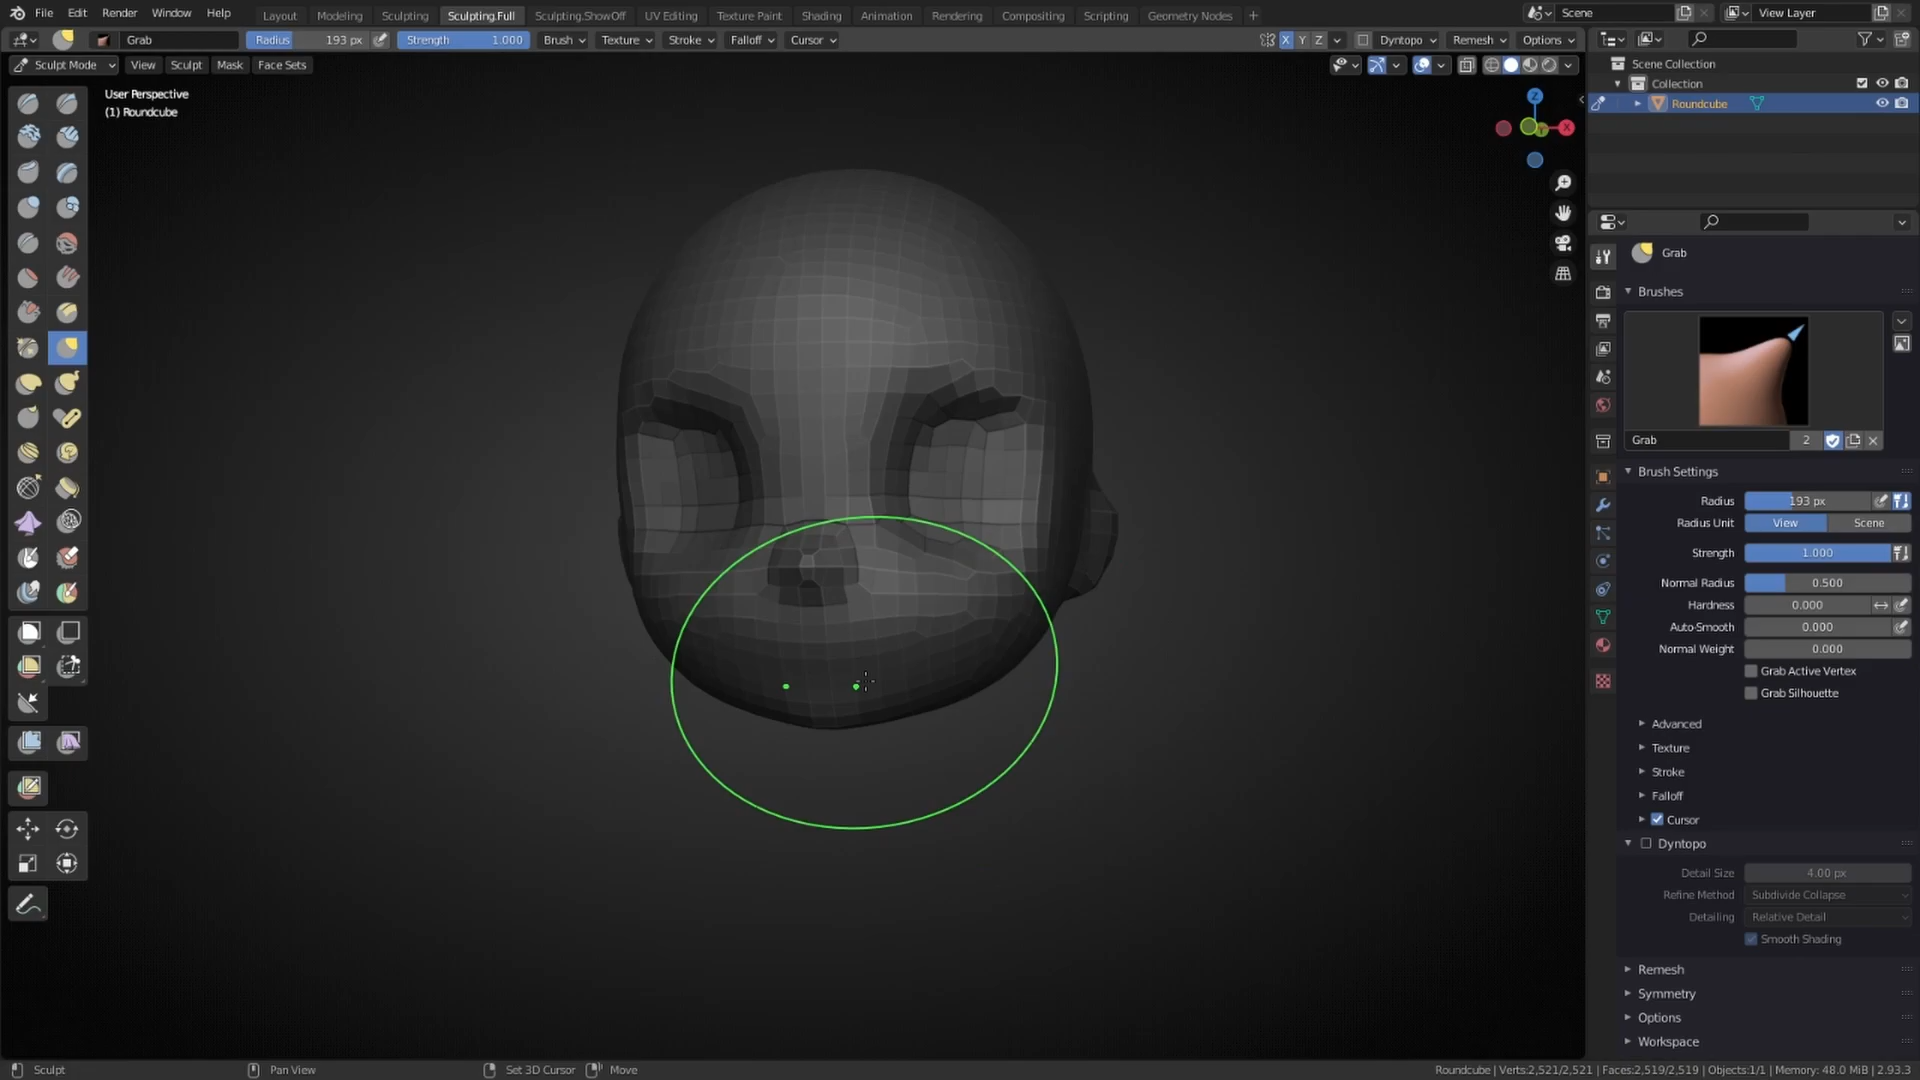 File Edit Render Window Help Layout Modeling Sculpting Sculpting.Full Sculpting.ShowOff UV Editing Texture Paint Shading Animation Rendering Compositing Scripting Geometry Nodes + Scene View Layer
Grab Radius 193 px Strength 1.000 Brush Texture Stroke Falloff Cursor X Y Z Dyntopo Remesh Options
Sculpt Mode View Sculpt Mask Face Sets
Scene Collection
Collection
Roundcube
User Perspective
(1) Roundcube
Z
X
Grab
Brushes
Grab 2
Brush Settings
Radius 193 px
Radius Unit View Scene
Strength 1.000
Normal Radius 0.500
Hardness 0.000
Auto-Smooth 0.000
Normal Weight 0.000
Grab Active Vertex
Grab Silhouette
Advanced
Texture
Stroke
Falloff
Cursor
Dyntopo
Detail Size 4.00 px
Refine Method Subdivide Collapse
Detailing Relative Detail
Smooth Shading
Remesh
Symmetry
Options
Workspace
Sculpt Pan View Set 3D Cursor Move Roundcube | Verts:2,521/2,521 | Faces:2,519/2,519 | Objects:1/1 | Memory: 48.0 MiB | 2.93.3